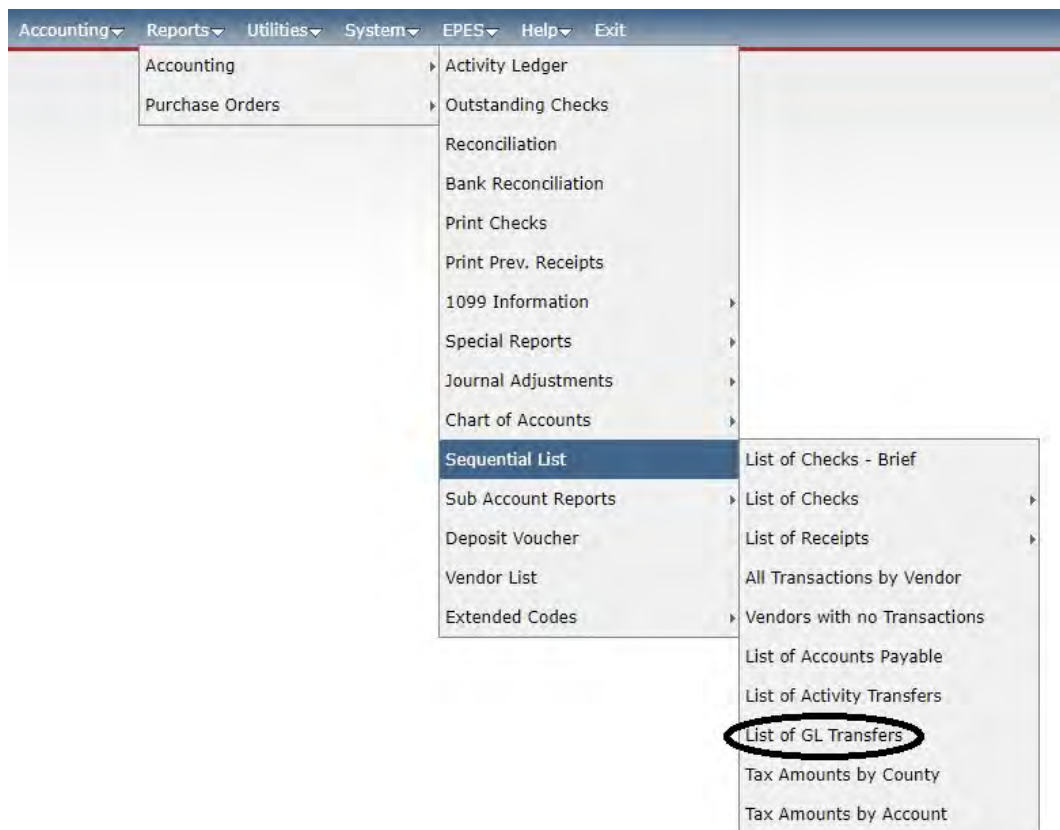 Accounting Reports Utilities System EPES Help Exit
Accounting
Purchase Orders
Activity Ledger
Outstanding Checks
Reconciliation
Bank Reconciliation
Print Checks
Print Prev. Receipts
1099 Information
Special Reports
Journal Adjustments
Chart of Accounts
Sequential List
Sub Account Reports
Deposit Voucher
Vendor List
Extended Codes
List of Checks - Brief
List of Checks
List of Receipts
All Transactions by Vendor
Vendors with no Transactions
List of Accounts Payable
List of Activity Transfers
List of GL Transfers
Tax Amounts by County
Tax Amounts by Account